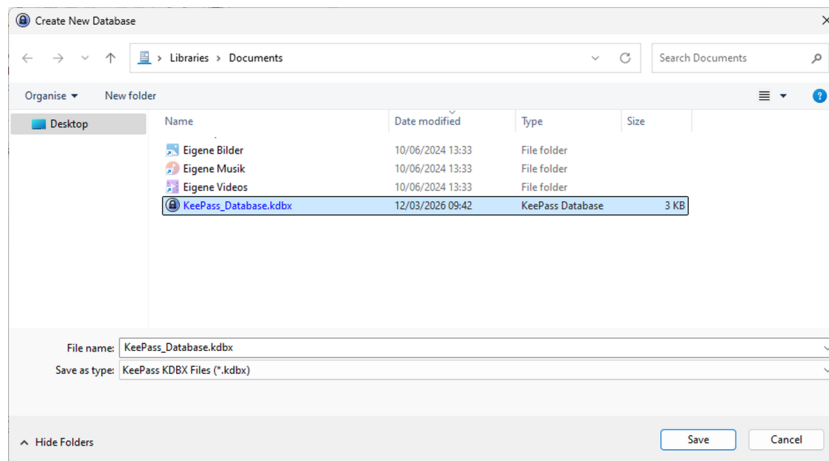 Create New Database
Libraries > Documents
Search Documents
Organise
New folder
Desktop
Name Date modified Type Size
Eigene Bilder 10/06/2024 13:33 File folder
Eigene Musik 10/06/2024 13:33 File folder
Eigene Videos 10/06/2024 13:33 File folder
KeePass_Database.kdbx 12/03/2026 09:42 KeePass Database 3 KB
File name: KeePass_Database.kdbx
Save as type: KeePass KDBX Files (*.kdbx)
Hide Folders
Save
Cancel